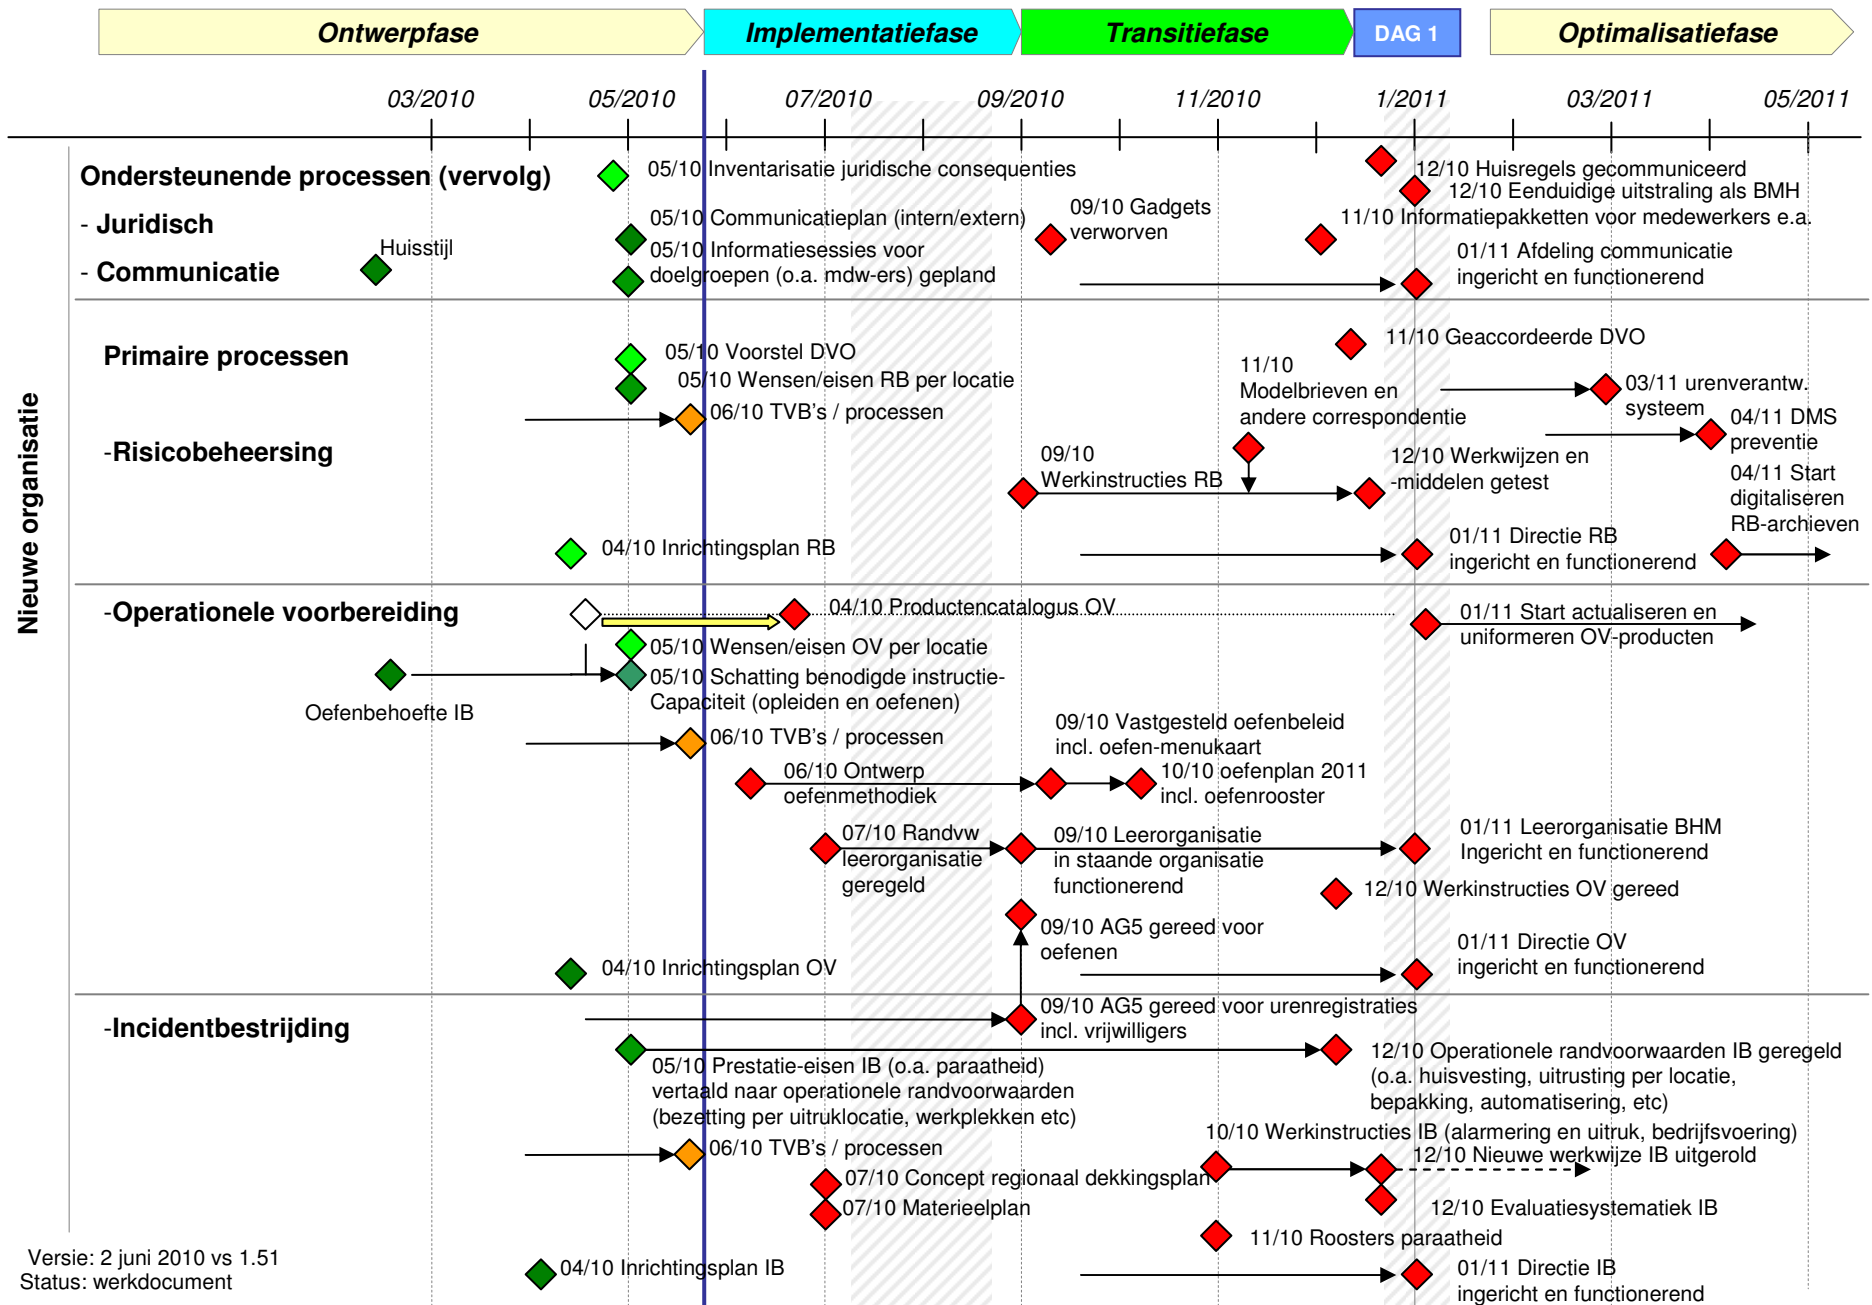 Ontwerpfase
Implementatiefase
Transitiefase
DAG 1
Optimalisatiefase
03/2010
05/2010
07/2010
09/2010
11/2010
1/2011
03/2011
05/2011
Nieuwe organisatie
Ondersteunende processen (vervolg)
- Juridisch
- Communicatie
Huisstijl
05/10 Inventarisatie juridische consequenties
05/10 Communicatieplan (intern/extern)
05/10 Informatiesessies voor
doelgroepen (o.a. mdw-ers) gepland
09/10 Gadgets
verworven
12/10 Huisregels gecommuniceerd
12/10 Eenduidige uitstraling als BMH
11/10 Informatiepakketten voor medewerkers e.a.
01/11 Afdeling communicatie
ingericht en functionerend
Primaire processen
05/10 Voorstel DVO
05/10 Wensen/eisen RB per locatie
06/10 TVB's / processen
11/10 Geaccordeerde DVO
11/10
Modelbrieven en
andere correspondentie
03/11 urenverantw.
systeem
04/11 DMS
preventie
-Risicobeheersing
09/10
Werkinstructies RB
12/10 Werkwijzen en
-middelen getest
04/11 Start
digitaliseren
RB-archieven
04/10 Inrichtingsplan RB
01/11 Directie RB
ingericht en functionerend
-Operationele voorbereiding
04/10 Productencatalogus OV
01/11 Start actualiseren en
uniformeren OV-producten
05/10 Wensen/eisen OV per locatie
05/10 Schatting benodigde instructie-
Capaciteit (opleiden en oefenen)
Oefenbehoefte IB
06/10 TVB's / processen
09/10 Vastgesteld oefenbeleid
incl. oefen-menukaart
06/10 Ontwerp
oefenmethodiek
10/10 oefenplan 2011
incl. oefenrooster
07/10 Randvw
leerorganisatie
geregeld
09/10 Leerorganisatie
in staande organisatie
functionerend
01/11 Leerorganisatie BHM
Ingericht en functionerend
12/10 Werkinstructies OV gereed
09/10 AG5 gereed voor
oefenen
04/10 Inrichtingsplan OV
01/11 Directie OV
ingericht en functionerend
-Incidentbestrijding
09/10 AG5 gereed voor urenregistraties
incl. vrijwilligers
05/10 Prestatie-eisen IB (o.a. paraatheid)
vertaald naar operationele randvoorwaarden
(bezetting per uitruklocatie, werkplekken etc)
12/10 Operationele randvoorwaarden IB geregeld
(o.a. huisvesting, uitrusting per locatie,
bepakking, automatisering, etc)
10/10 Werkinstructies IB (alarmering en uitruk, bedrijfsvoering)
06/10 TVB's / processen
12/10 Nieuwe werkwijze IB uitgerold
07/10 Concept regionaal dekkingsplan
07/10 Materieelplan
12/10 Evaluatiesystematiek IB
11/10 Roosters paraatheid
04/10 Inrichtingsplan IB
01/11 Directie IB
ingericht en functionerend
Versie: 2 juni 2010 vs 1.51
Status: werkdocument